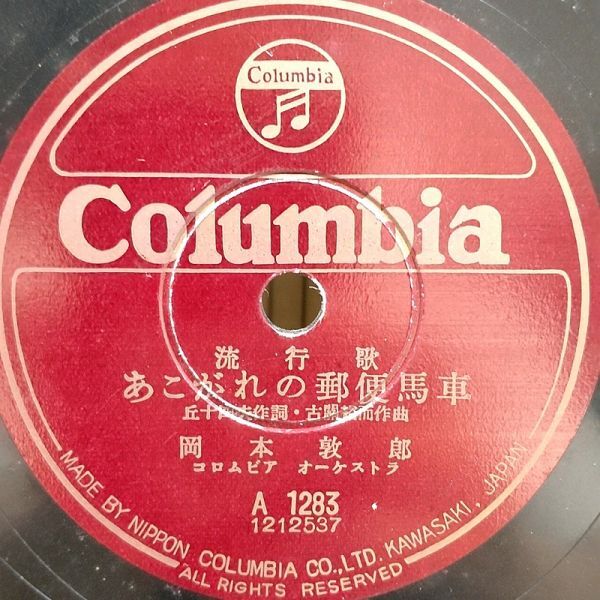 Columbia
Columbia
流行歌
あこがれの郵便馬車
丘十四夫作詞・古關裕而作曲
岡本敦郎
コロムビア オーケストラ
A 1283
1212537
MADE BY NIPPON COLUMBIA CO., LTD. KAWASAKI, JAPAN
ALL RIGHTS RESERVED